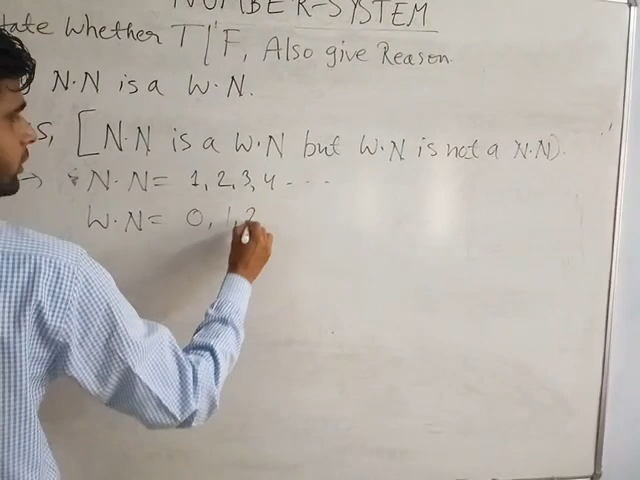 NUMBER-SYSTEM
tate Whether T/F, Also give Reason.
N.N is a W.N.
S, [N.N is a W.N but W.N is not a N.N).
→ N.N = 1, 2, 3, 4 - - -
W.N = 0, 1, 2